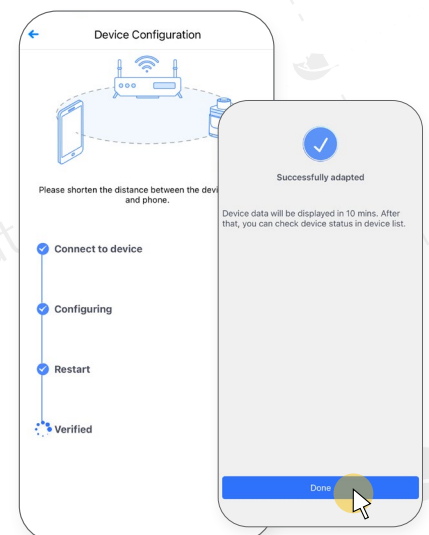 Device Configuration
Please shorten the distance between the devi
and phone.
Connect to device
Configuring
Restart
Verified
Successfully adapted
Device data will be displayed in 10 mins. After
that, you can check device status in device list.
Done